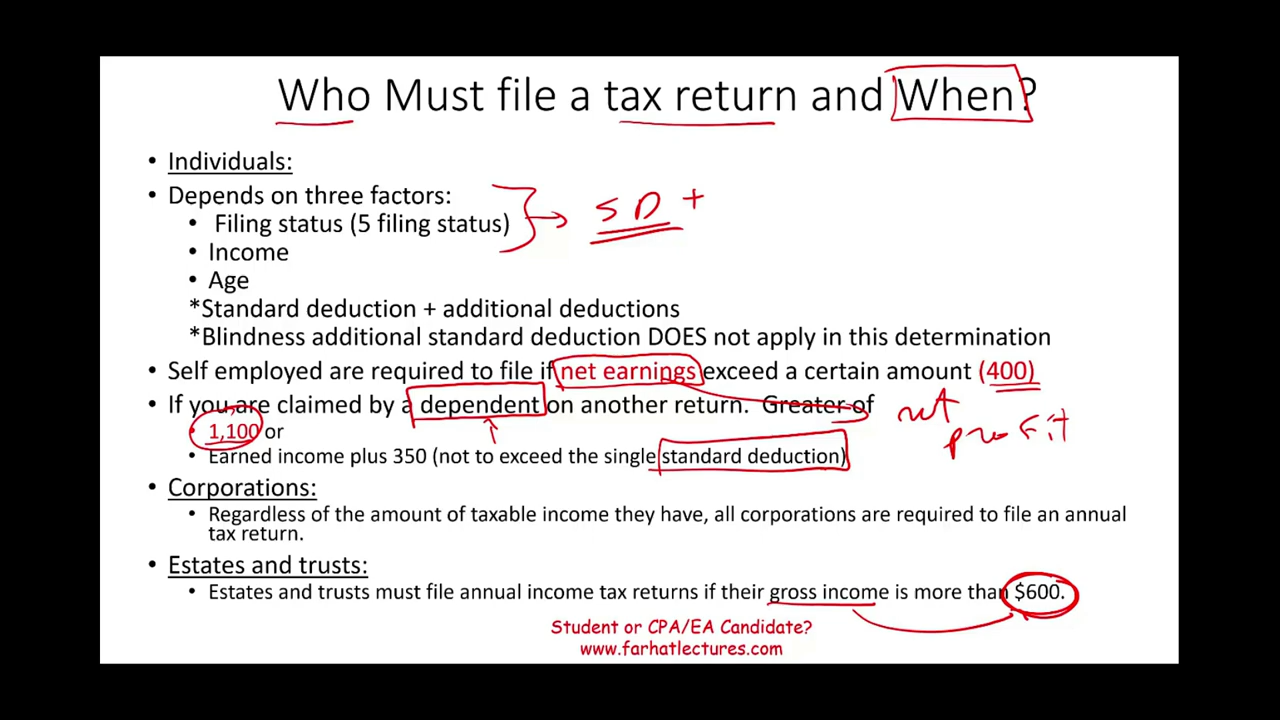 Who Must file a tax return and When?
• Individuals:
• Depends on three factors:
• Filing status (5 filing status)
SD +
• Income
• Age
*Standard deduction + additional deductions
*Blindness additional standard deduction DOES not apply in this determination
• Self employed are required to file if net earnings exceed a certain amount (400)
• If you are claimed by a dependent on another return. Greater of
net
profit
• 1,100 or
• Earned income plus 350 (not to exceed the single standard deduction)
• Corporations:
• Regardless of the amount of taxable income they have, all corporations are required to file an annual
tax return.
• Estates and trusts:
• Estates and trusts must file annual income tax returns if their gross income is more than $600.
Student or CPA/EA Candidate?
www.farhatlectures.com